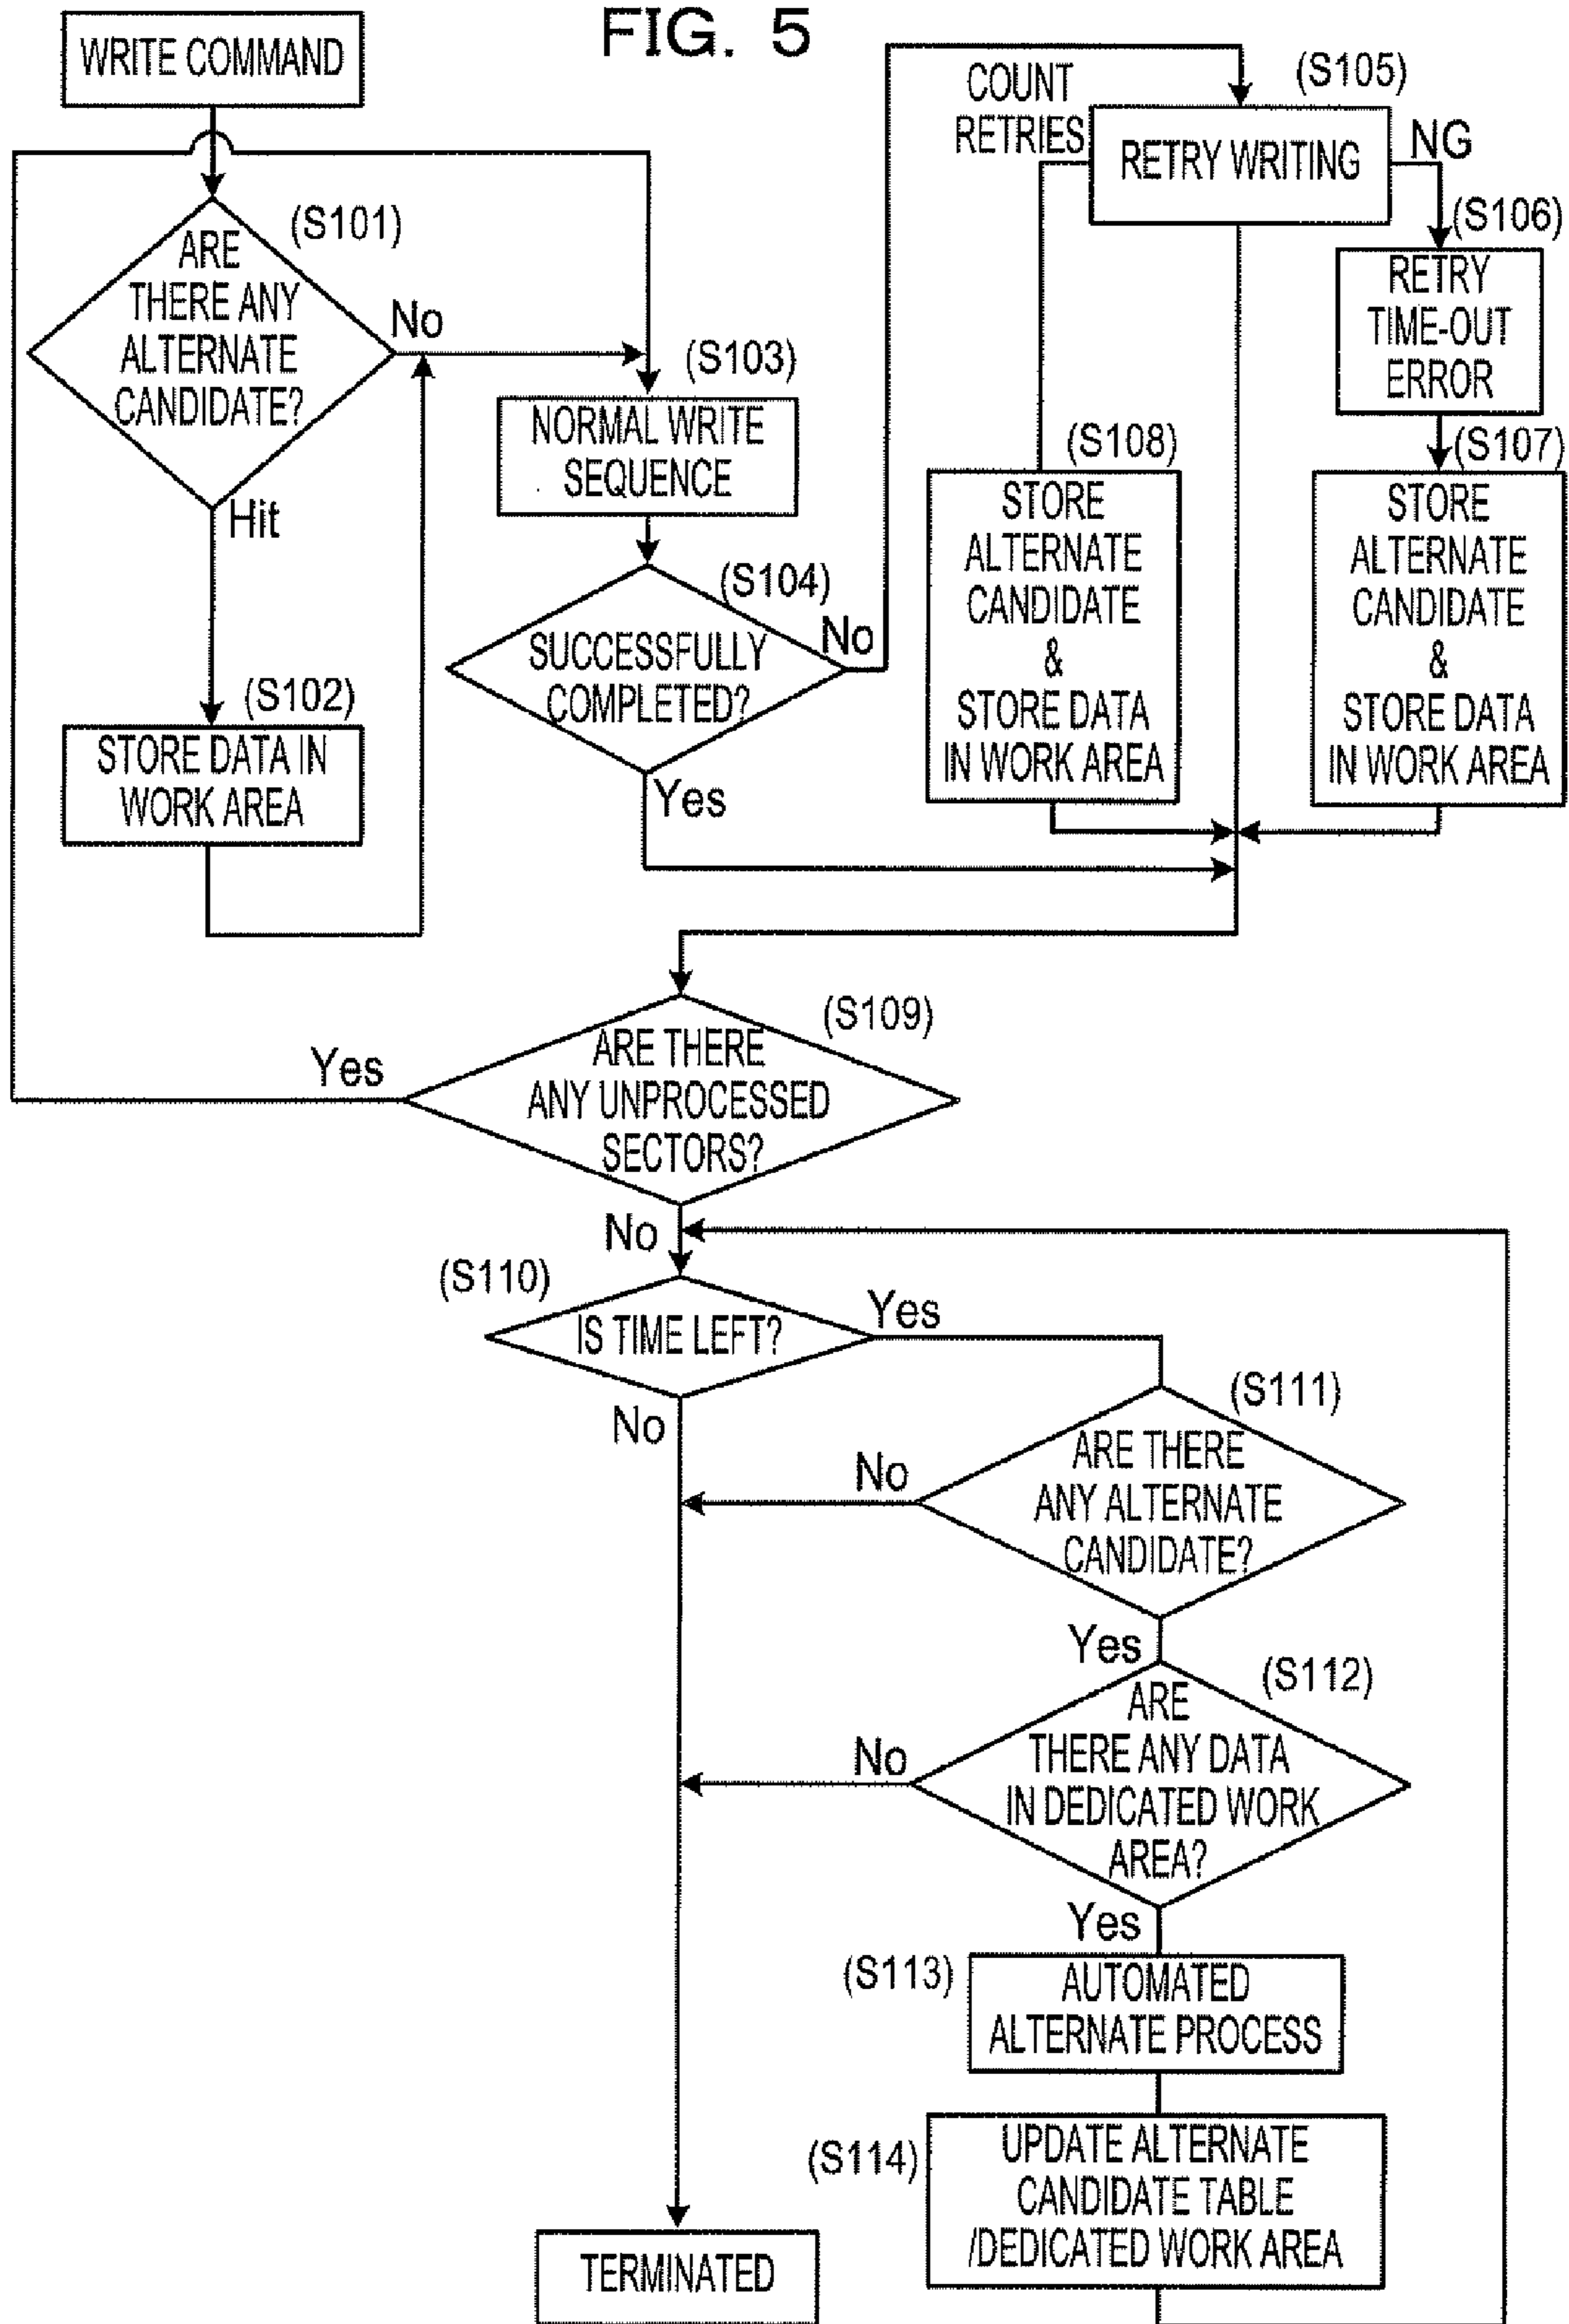 FIG. 5
WRITE COMMAND
(S101)
ARE
THERE ANY
ALTERNATE
CANDIDATE?
No
Hit
(S102)
STORE DATA IN
WORK AREA
(S103)
NORMAL WRITE
SEQUENCE
(S104)
SUCCESSFULLY
COMPLETED?
No
Yes
COUNT
RETRIES
(S105)
RETRY WRITING
NG
(S106)
RETRY
TIME-OUT
ERROR
(S108)
STORE
ALTERNATE
CANDIDATE
&
STORE DATA
IN WORK AREA
(S107)
STORE
ALTERNATE
CANDIDATE
&
STORE DATA
IN WORK AREA
(S109)
ARE THERE
ANY UNPROCESSED
SECTORS?
Yes
No
(S110)
IS TIME LEFT?
Yes
No
(S111)
ARE THERE
ANY ALTERNATE
CANDIDATE?
No
Yes
(S112)
ARE
THERE ANY DATA
IN DEDICATED WORK
AREA?
No
Yes
(S113)
AUTOMATED
ALTERNATE PROCESS
(S114)
UPDATE ALTERNATE
CANDIDATE TABLE
/DEDICATED WORK AREA
TERMINATED